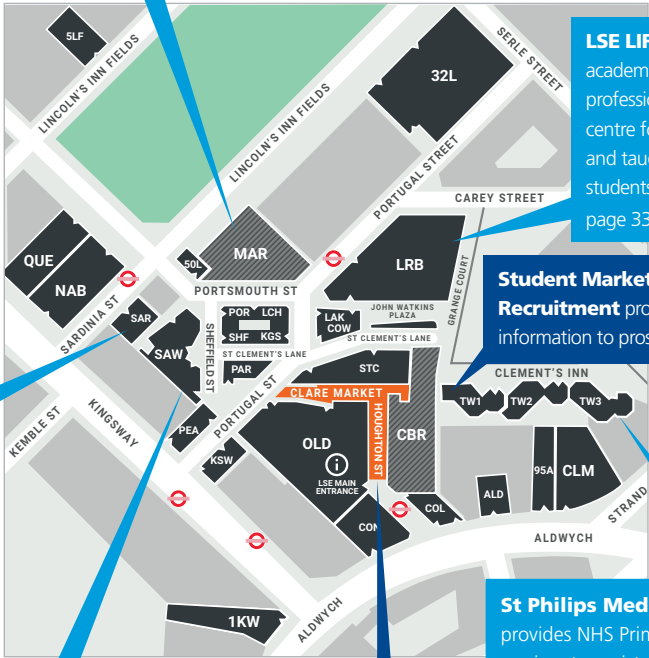 5LF
LINCOLN'S INN FIELDS
LINCOLN'S INN FIELDS
32L
SERLE STREET
PORTUGAL STREET
CAREY STREET
LSE LIF
academ
professio
centre fo
and taug
students
page 33
QUE
NAB
50L
MAR
PORTSMOUTH ST
LRB
GRANGE COURT
SARDINIA ST
SAR
SAW
SHEFFIELD ST
POR LCH
SHF KGS
LAK
COW
JOHN WATKINS
PLAZA
ST CLEMENT'S LANE
ST CLEMENT'S LANE
PAR
STC
Student Market
Recruitment pro
information to pros
CLEMENT'S INN
TW1
TW2
TW3
KEMBLE ST
KINGSWAY
PEA
PORTUGAL ST
KSW
CLARE MARKET
HOUGHTON ST
OLD
i
LSE MAIN
ENTRANCE
CBR
CON
COL
ALD
95A
CLM
STRAND
ALDWYCH
1KW
ALDWYCH
St Philips Med
provides NHS Prim